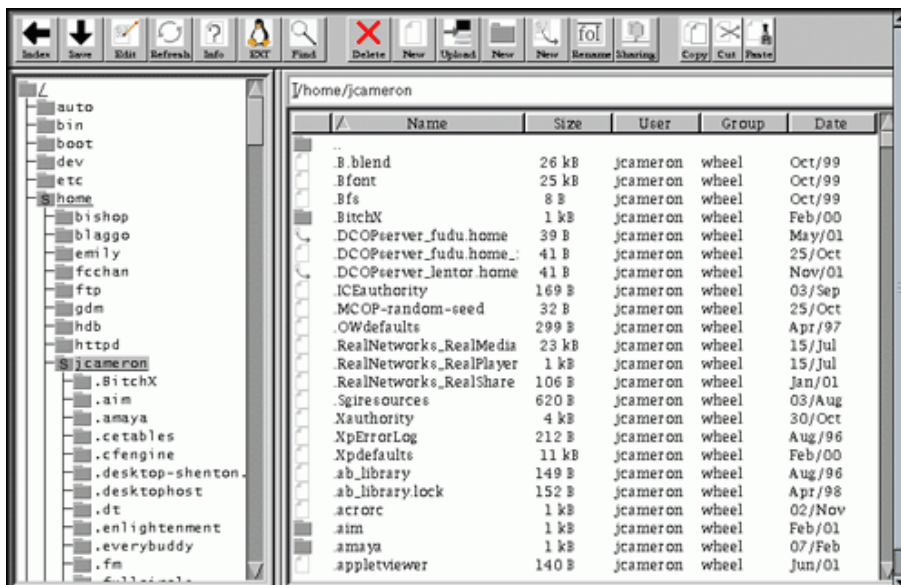 Index Save Edit Refresh Info EXT Find Delete New Upload New New Rename Sharing Copy Cut Paste
fol
/
auto
bin
boot
dev
etc
S home
bishop
blaggo
emily
fcchan
ftp
gdm
hdb
httpd
S jcameron
.BitchX
.aim
.amaya
.cetables
.cfengine
.desktop-shenton.
.desktophost
.dt
.enlightenment
.everybuddy
.fm
/home/jcameron
Name Size User Group Date
..
.B.blend 26 kB jcameron wheel Oct/99
.Bfont 25 kB jcameron wheel Oct/99
.Bfs 8 B jcameron wheel Oct/99
.BitchX 1 kB jcameron wheel Feb/00
.DCOPserver_fudu.home 39 B jcameron wheel May/01
.DCOPserver_fudu.home_: 41 B jcameron wheel 25/Oct
.DCOPserver_lentor.home 41 B jcameron wheel Nov/01
.ICEauthority 169 B jcameron wheel 03/Sep
.MCOP-random-seed 32 B jcameron wheel 25/Oct
.OWdefaults 299 B jcameron wheel Apr/97
.RealNetworks_RealMedia 23 kB jcameron wheel 15/Jul
.RealNetworks_RealPlayer 1 kB jcameron wheel 15/Jul
.RealNetworks_RealShare 106 B jcameron wheel Jan/01
.Sgiresources 620 B jcameron wheel 03/Aug
.Xauthority 4 kB jcameron wheel 30/Oct
.XpErrorLog 212 B jcameron wheel Aug/96
.Xpdefaults 11 kB jcameron wheel Feb/00
.ab_library 149 B jcameron wheel Aug/96
.ab_library.lock 152 B jcameron wheel Apr/98
.acrorc 1 kB jcameron wheel 02/Nov
.aim 1 kB jcameron wheel Feb/01
.amaya 1 kB jcameron wheel 07/Feb
.appletviewer 140 B jcameron wheel Jun/01